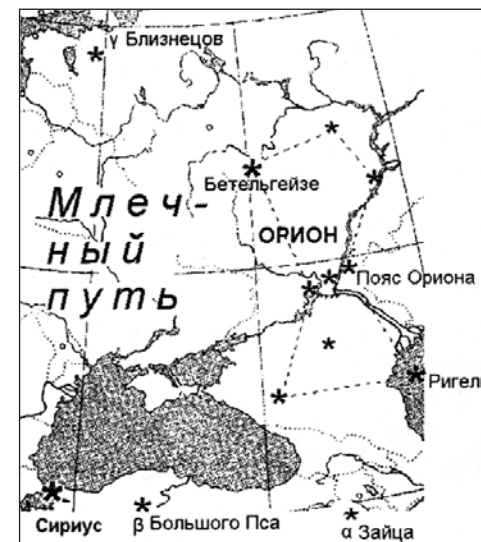 γ Близнецов
Бетельгейзе
Млеч-
ный
путь
ОРИОН
Пояс Ориона
Ригель
Сириус
β Большого Пса
α Зайца